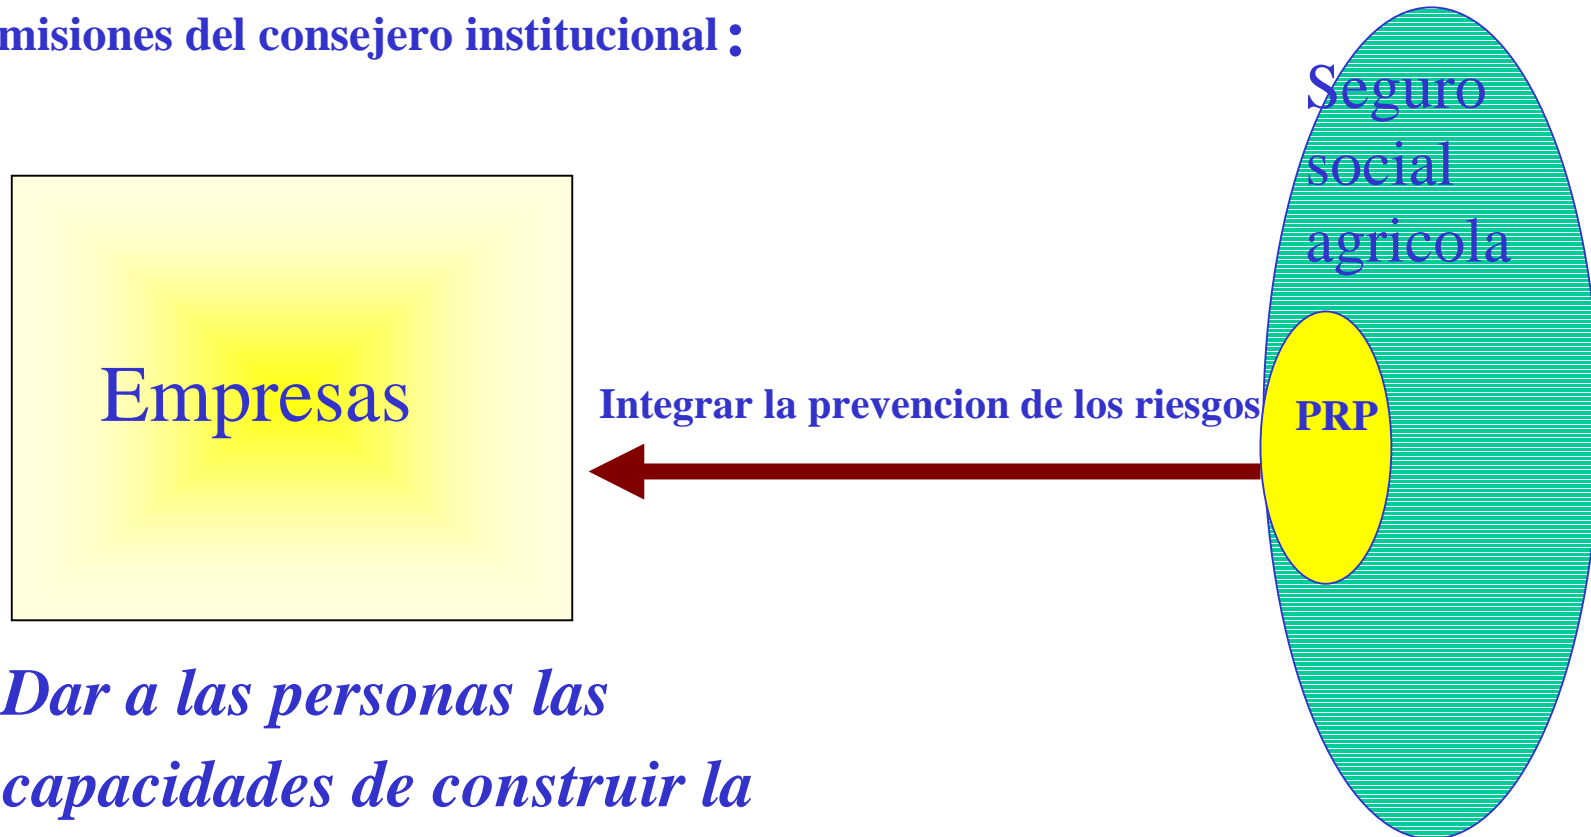 misiones del consejero institucional :
Seguro
social
agricola
Empresas
Integrar la prevencion de los riesgos
PRP
Dar a las personas las
capacidades de construir la